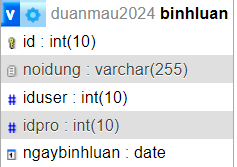 v duanmau2024 binhluan
id : int(10)
noidung : varchar(255)
# iduser : int(10)
# idpro : int(10)
ngaybinhluan : date